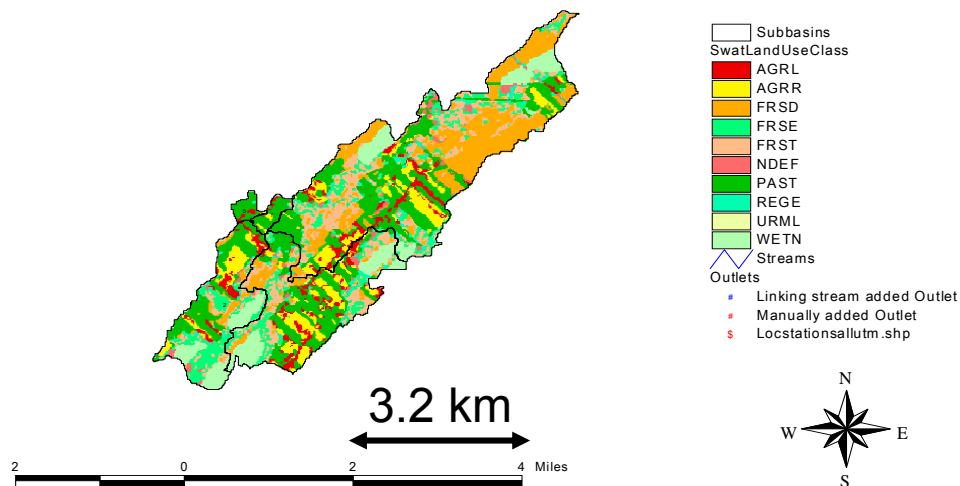 Subbasins
SwatLandUseClass
AGRL
AGRR
FRSD
FRSE
FRST
NDEF
PAST
REGE
URML
WETN
Streams
Outlets
# Linking stream added Outlet
# Manually added Outlet
$ Locstationsallutm.shp
3.2 km
2 0 2 4 Miles
N
W E
S